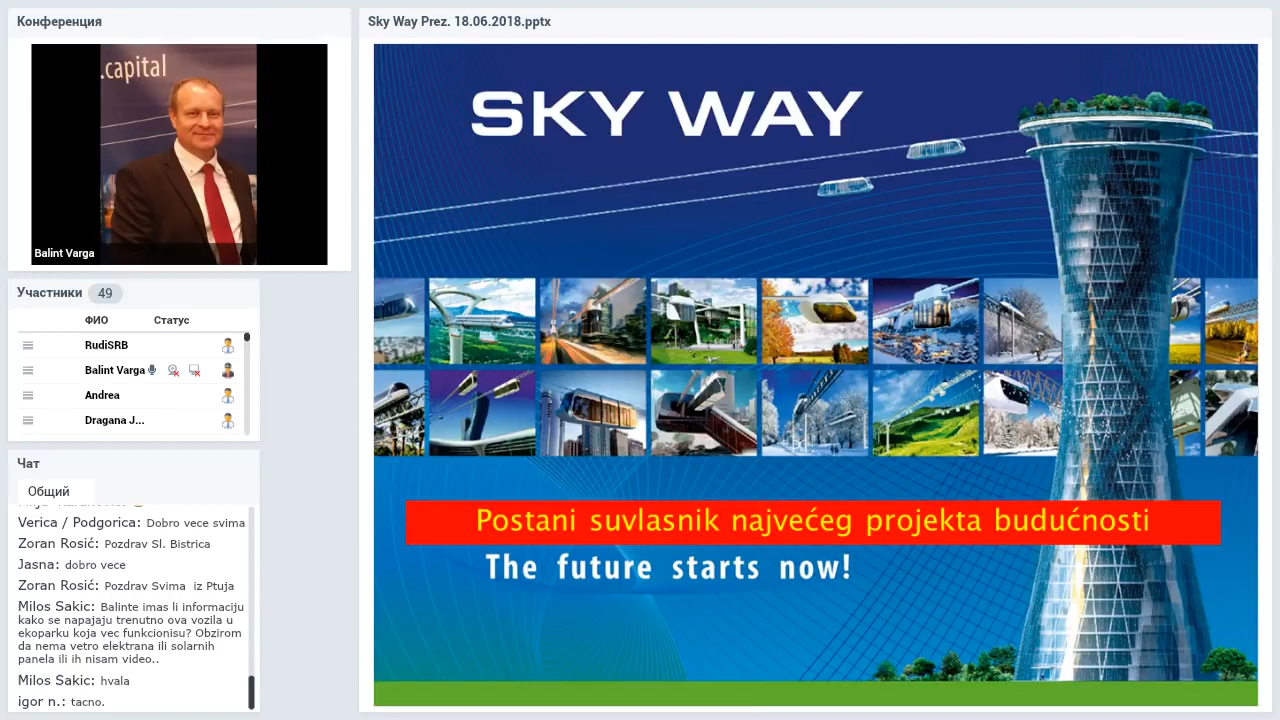 Конференция
.capital
Balint Varga
Участники 49
ФИО Статус
RudiSRB
Balint Varga
Andrea
Dragana J...
Чат
Общий
Verica / Podgorica: Dobro vece svima
Zoran Rosić: Pozdrav Sl. Bistrica
Jasna: dobro vece
Zoran Rosić: Pozdrav Svima iz Ptuja
Milos Sakic: Balinte imas li informaciju
kako se napajaju trenutno ova vozila u
ekoparku koja vec funkcionisu? Obzirom
da nema vetro elektrana ili solarnih
panela ili ih nisam video..
Milos Sakic: hvala
igor n.: tacno.
Sky Way Prez. 18.06.2018.pptx
SKY WAY
Postani suvlasnik najvećeg projekta budućnosti
The future starts now!